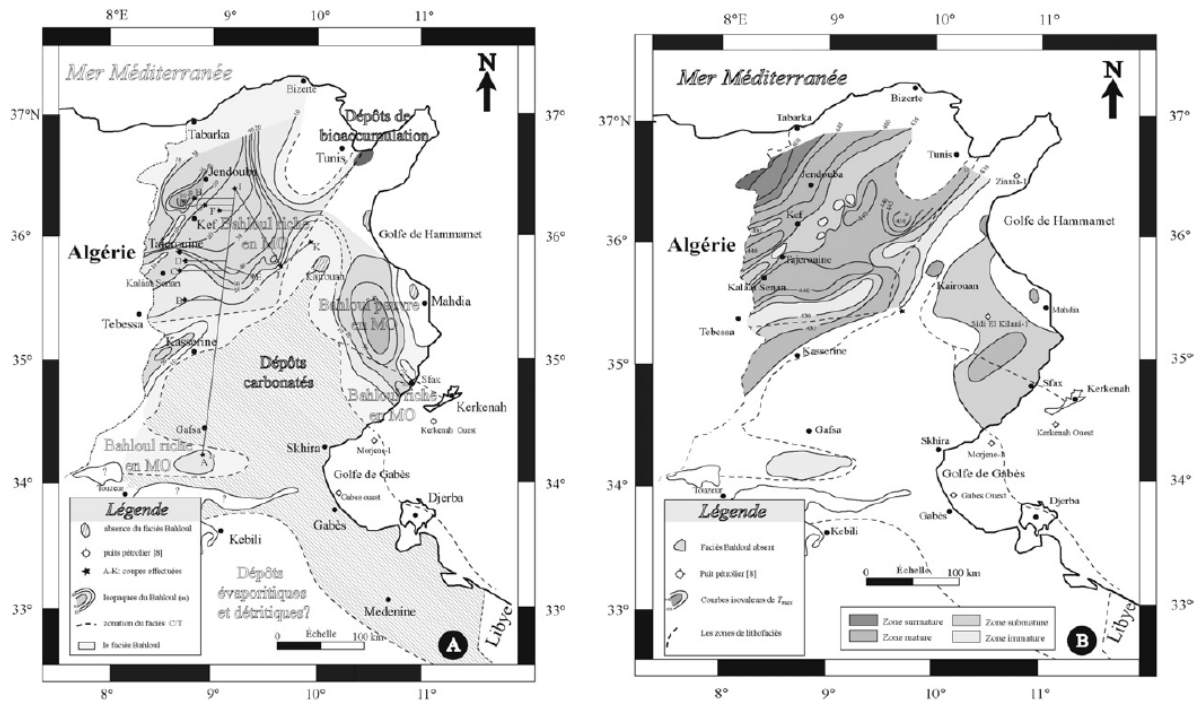 8°
9°
10°
11°
Mer Méditerranée
N
Bizerte
37°N
37°
Tabarka
Dépôts de
bioaccumulation
Tunis
Jendouba
H
I
F
Kef
Bahloul riche
en MO
Golfe de Hammamet
36°
36°
Algérie
Tajerouine
K
D
C
Kalaat Senan
Kairouan
B
Bahloul pauvre
en MO
Mahdia
Tebessa
Kasserine
35°
35°
Dépôts
carbonatés
Sfax
Bahloul riche
en MO
Kerkenah
Kerkenah Ouest
Gafsa
Bahloul riche
en MO
A
Skhira
Morjene-1
34°
34°
Touzeur
Golfe de Gabès
Gabes ouest
Djerba
Gabès
Légende
absence du faciès Bahloul
puits pétrolier [8]
A-K: coupes effectuées
Isopaques du Bahloul (m)
zonation du faciès C/T
le faciès Bahloul
Kebili
Dépôts
évaporitiques
et détritiques?
33°
33°
Medenine
Échelle
0
100 km
Libye
A
8°
9°
10°
11°
8°E
9°
10°
11°
Mer Méditerranée
N
Bizerte
37°N
37°
Tabarka
Tunis
Zinnia-1
Jendouba
Kef
Golfe de Hammamet
36°
36°
Algérie
Tajerouine
Kalaat Senan
Kairouan
Mahdia
Sidi El Kilani-1
Tebessa
Kasserine
35°
35°
Sfax
Kerkenah
Kerkenah Ouest
Gafsa
Skhira
Morjene-1
34°
34°
Touzeur
Golfe de Gabès
Gabès Ouest
Djerba
Gabès
Kebili
Légende
Faciès Bahloul absent
Puit pétrolier [8]
Courbes isovaleurs de Tmax
Les zones de lithofaciès
Échelle
0
100 km
33°
33°
Zone surmature
Zone submature
Zone mature
Zone immature
Libye
B
8°
9°
10°
11°